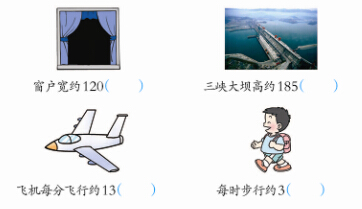 窗户宽约120(    )
三峡大坝高约185(    )
飞机每分飞行约13(    )
每时步行约3(    )